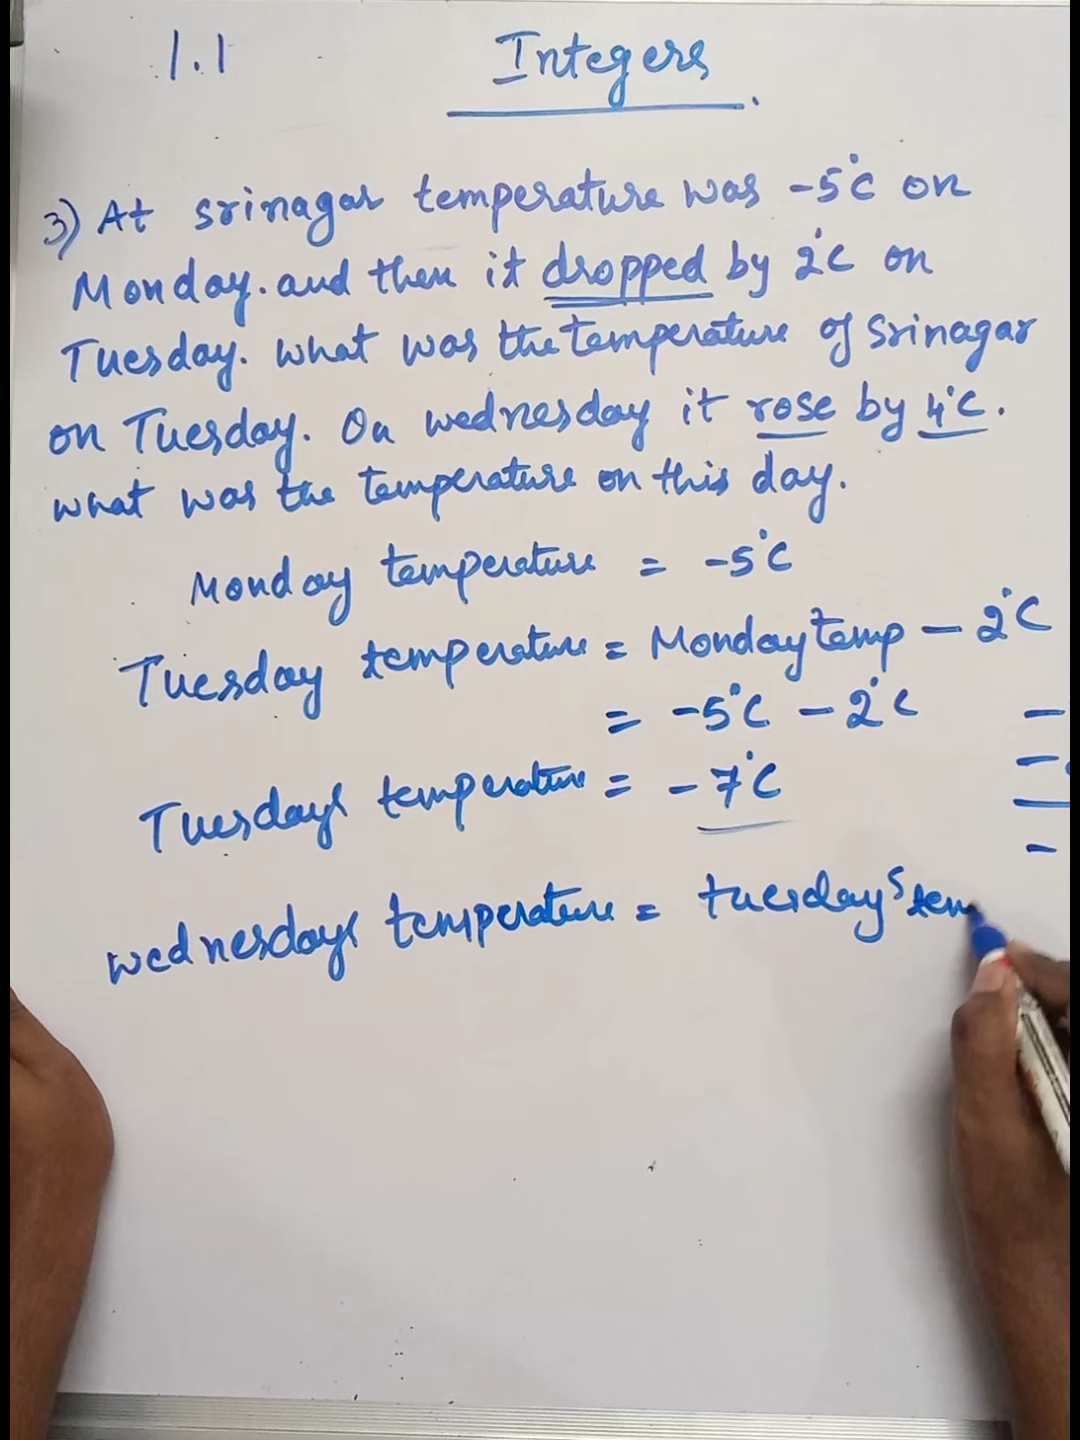 1.1 Integers
3) At srinagar temperature was -5°C on
Monday. and then it dropped by 2°C on
Tuesday. what was the temperature of Srinagar
on Tuesday. On wednesday it rose by 4°C.
what was the temperature on this day.
Monday temperature = -5°C
Tuesday temperature = Monday temp - 2°C
= -5°C - 2°C
Tuesdays temperature = -7°C
wednesdays temperature = tuesday's tem